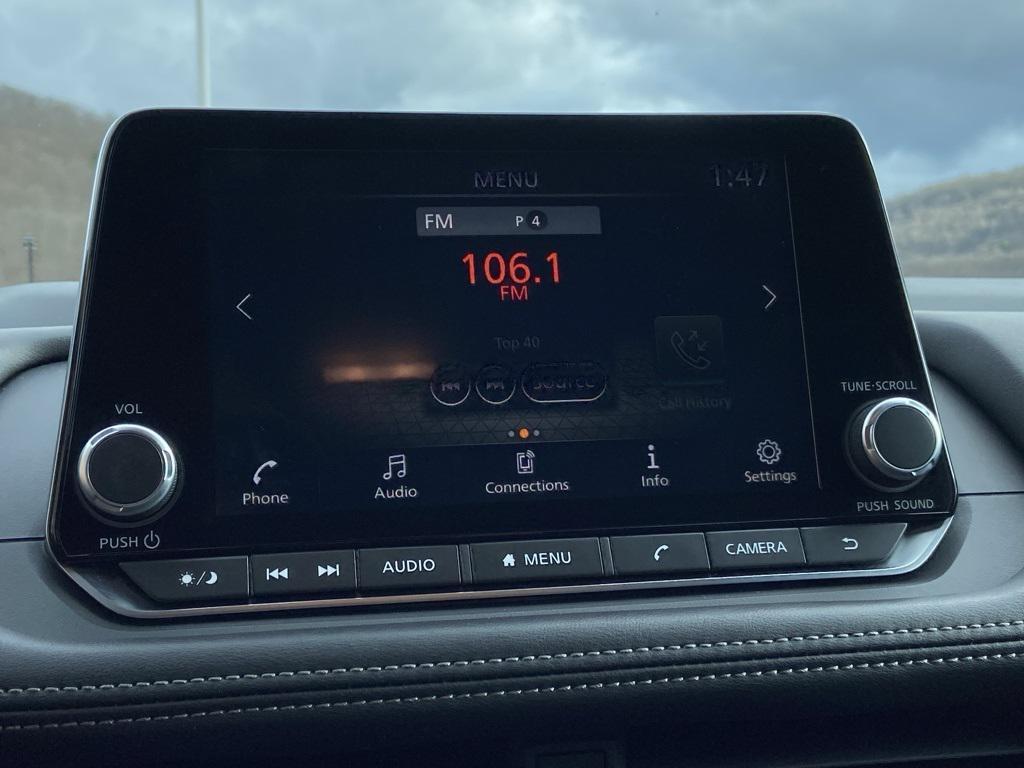 MENU
1:47
FM P 4
106.1
FM
Top 40
Source
Call History
VOL
TUNE·SCROLL
Phone Audio Connections Info Settings
PUSH
PUSH SOUND
AUDIO MENU CAMERA